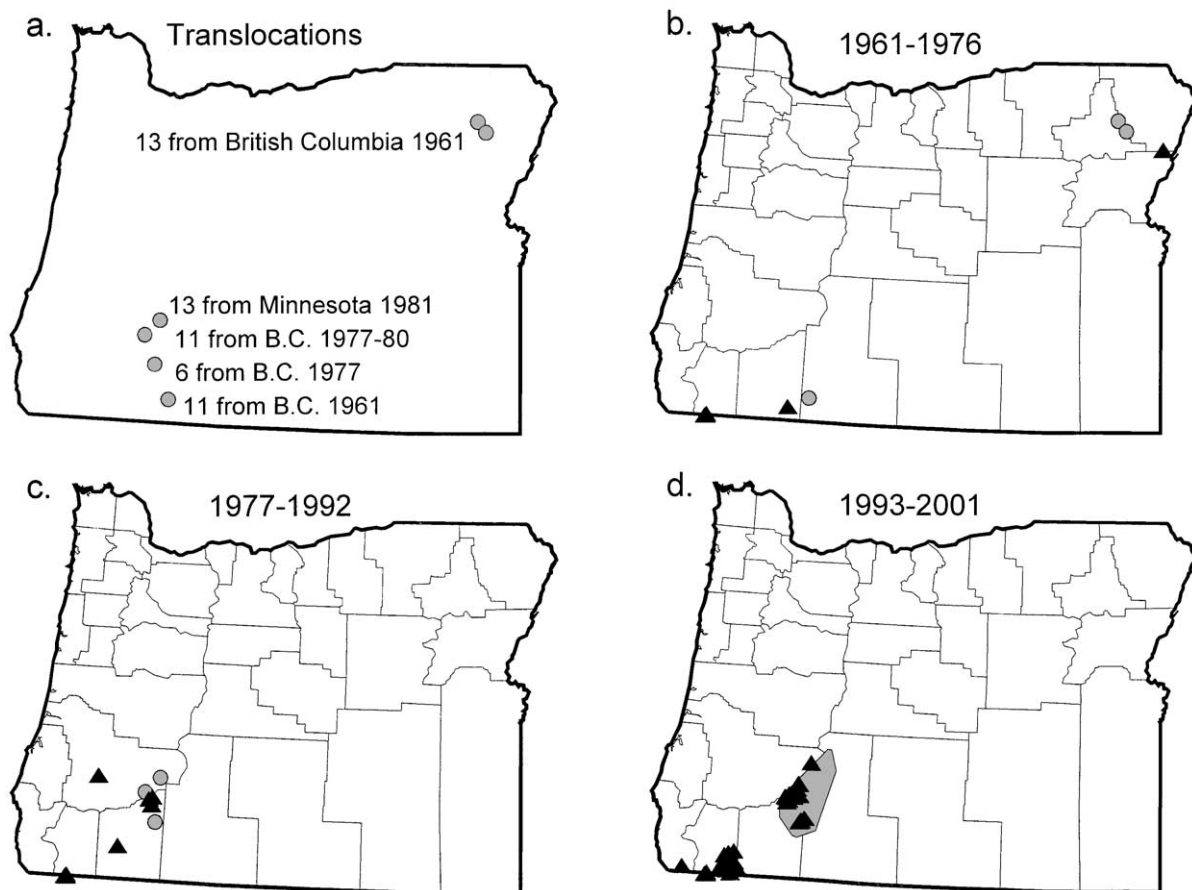 a.
Translocations
13 from British Columbia 1961
13 from Minnesota 1981
11 from B.C. 1977-80
6 from B.C. 1977
11 from B.C. 1961
b.
1961-1976
c.
1977-1992
d.
1993-2001